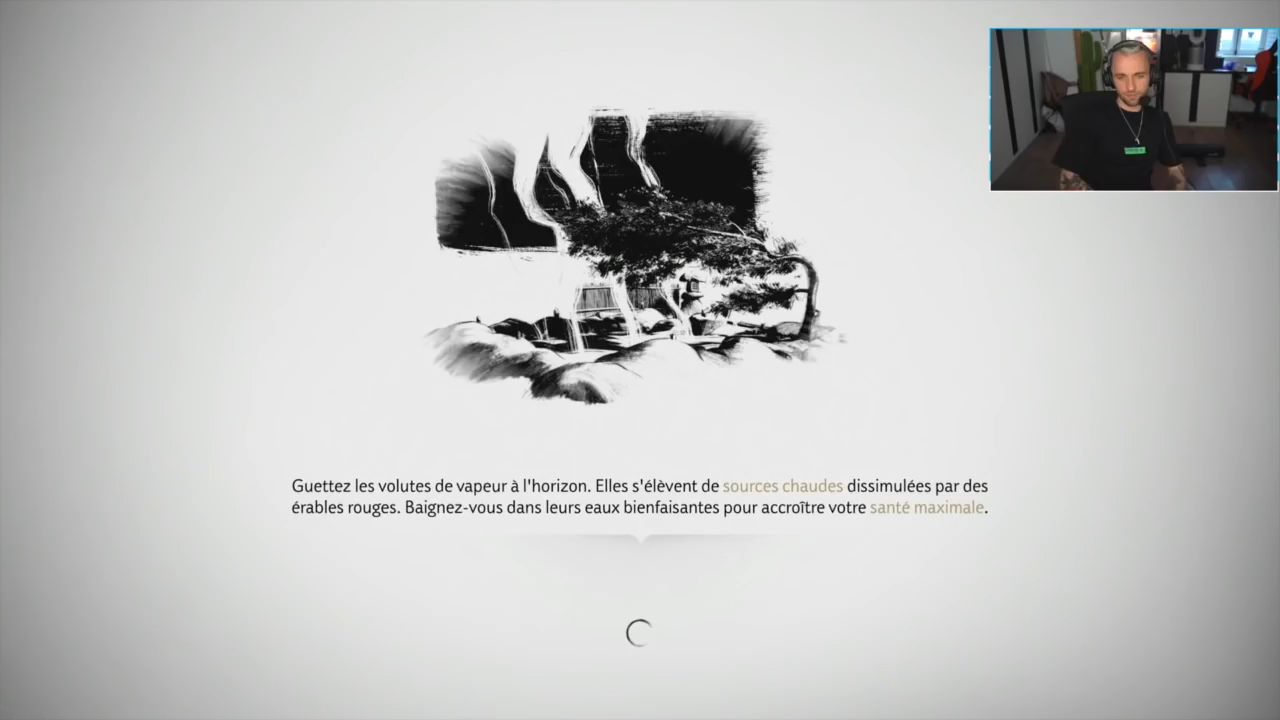 Guettez les volutes de vapeur à l'horizon. Elles s'élèvent de sources chaudes dissimulées par des
érables rouges. Baignez-vous dans leurs eaux bienfaisantes pour accroître votre santé maximale.